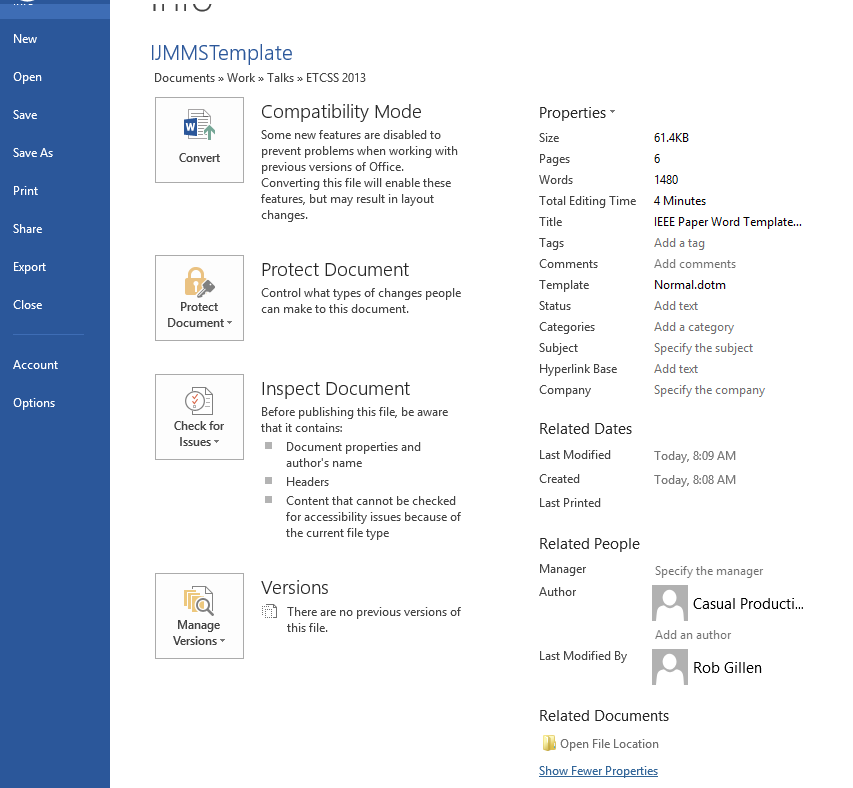 Info
New
Open
Save
Save As
Print
Share
Export
Close
Account
Options
Info
IJMMSTemplate
Documents » Work » Talks » ETCSS 2013
Convert
Compatibility Mode
Some new features are disabled to
prevent problems when working with
previous versions of Office.
Converting this file will enable these
features, but may result in layout
changes.
Protect
Document
Protect Document
Control what types of changes people
can make to this document.
Check for
Issues
Inspect Document
Before publishing this file, be aware
that it contains:
Document properties and
author's name
Headers
Content that cannot be checked
for accessibility issues because of
the current file type
Manage
Versions
Versions
There are no previous versions of
this file.
Properties
Size 61.4KB
Pages 6
Words 1480
Total Editing Time 4 Minutes
Title IEEE Paper Word Template...
Tags Add a tag
Comments Add comments
Template Normal.dotm
Status Add text
Categories Add a category
Subject Specify the subject
Hyperlink Base Add text
Company Specify the company
Related Dates
Last Modified Today, 8:09 AM
Created Today, 8:08 AM
Last Printed
Related People
Manager Specify the manager
Author Casual Producti...
Add an author
Last Modified By Rob Gillen
Related Documents
Open File Location
Show Fewer Properties